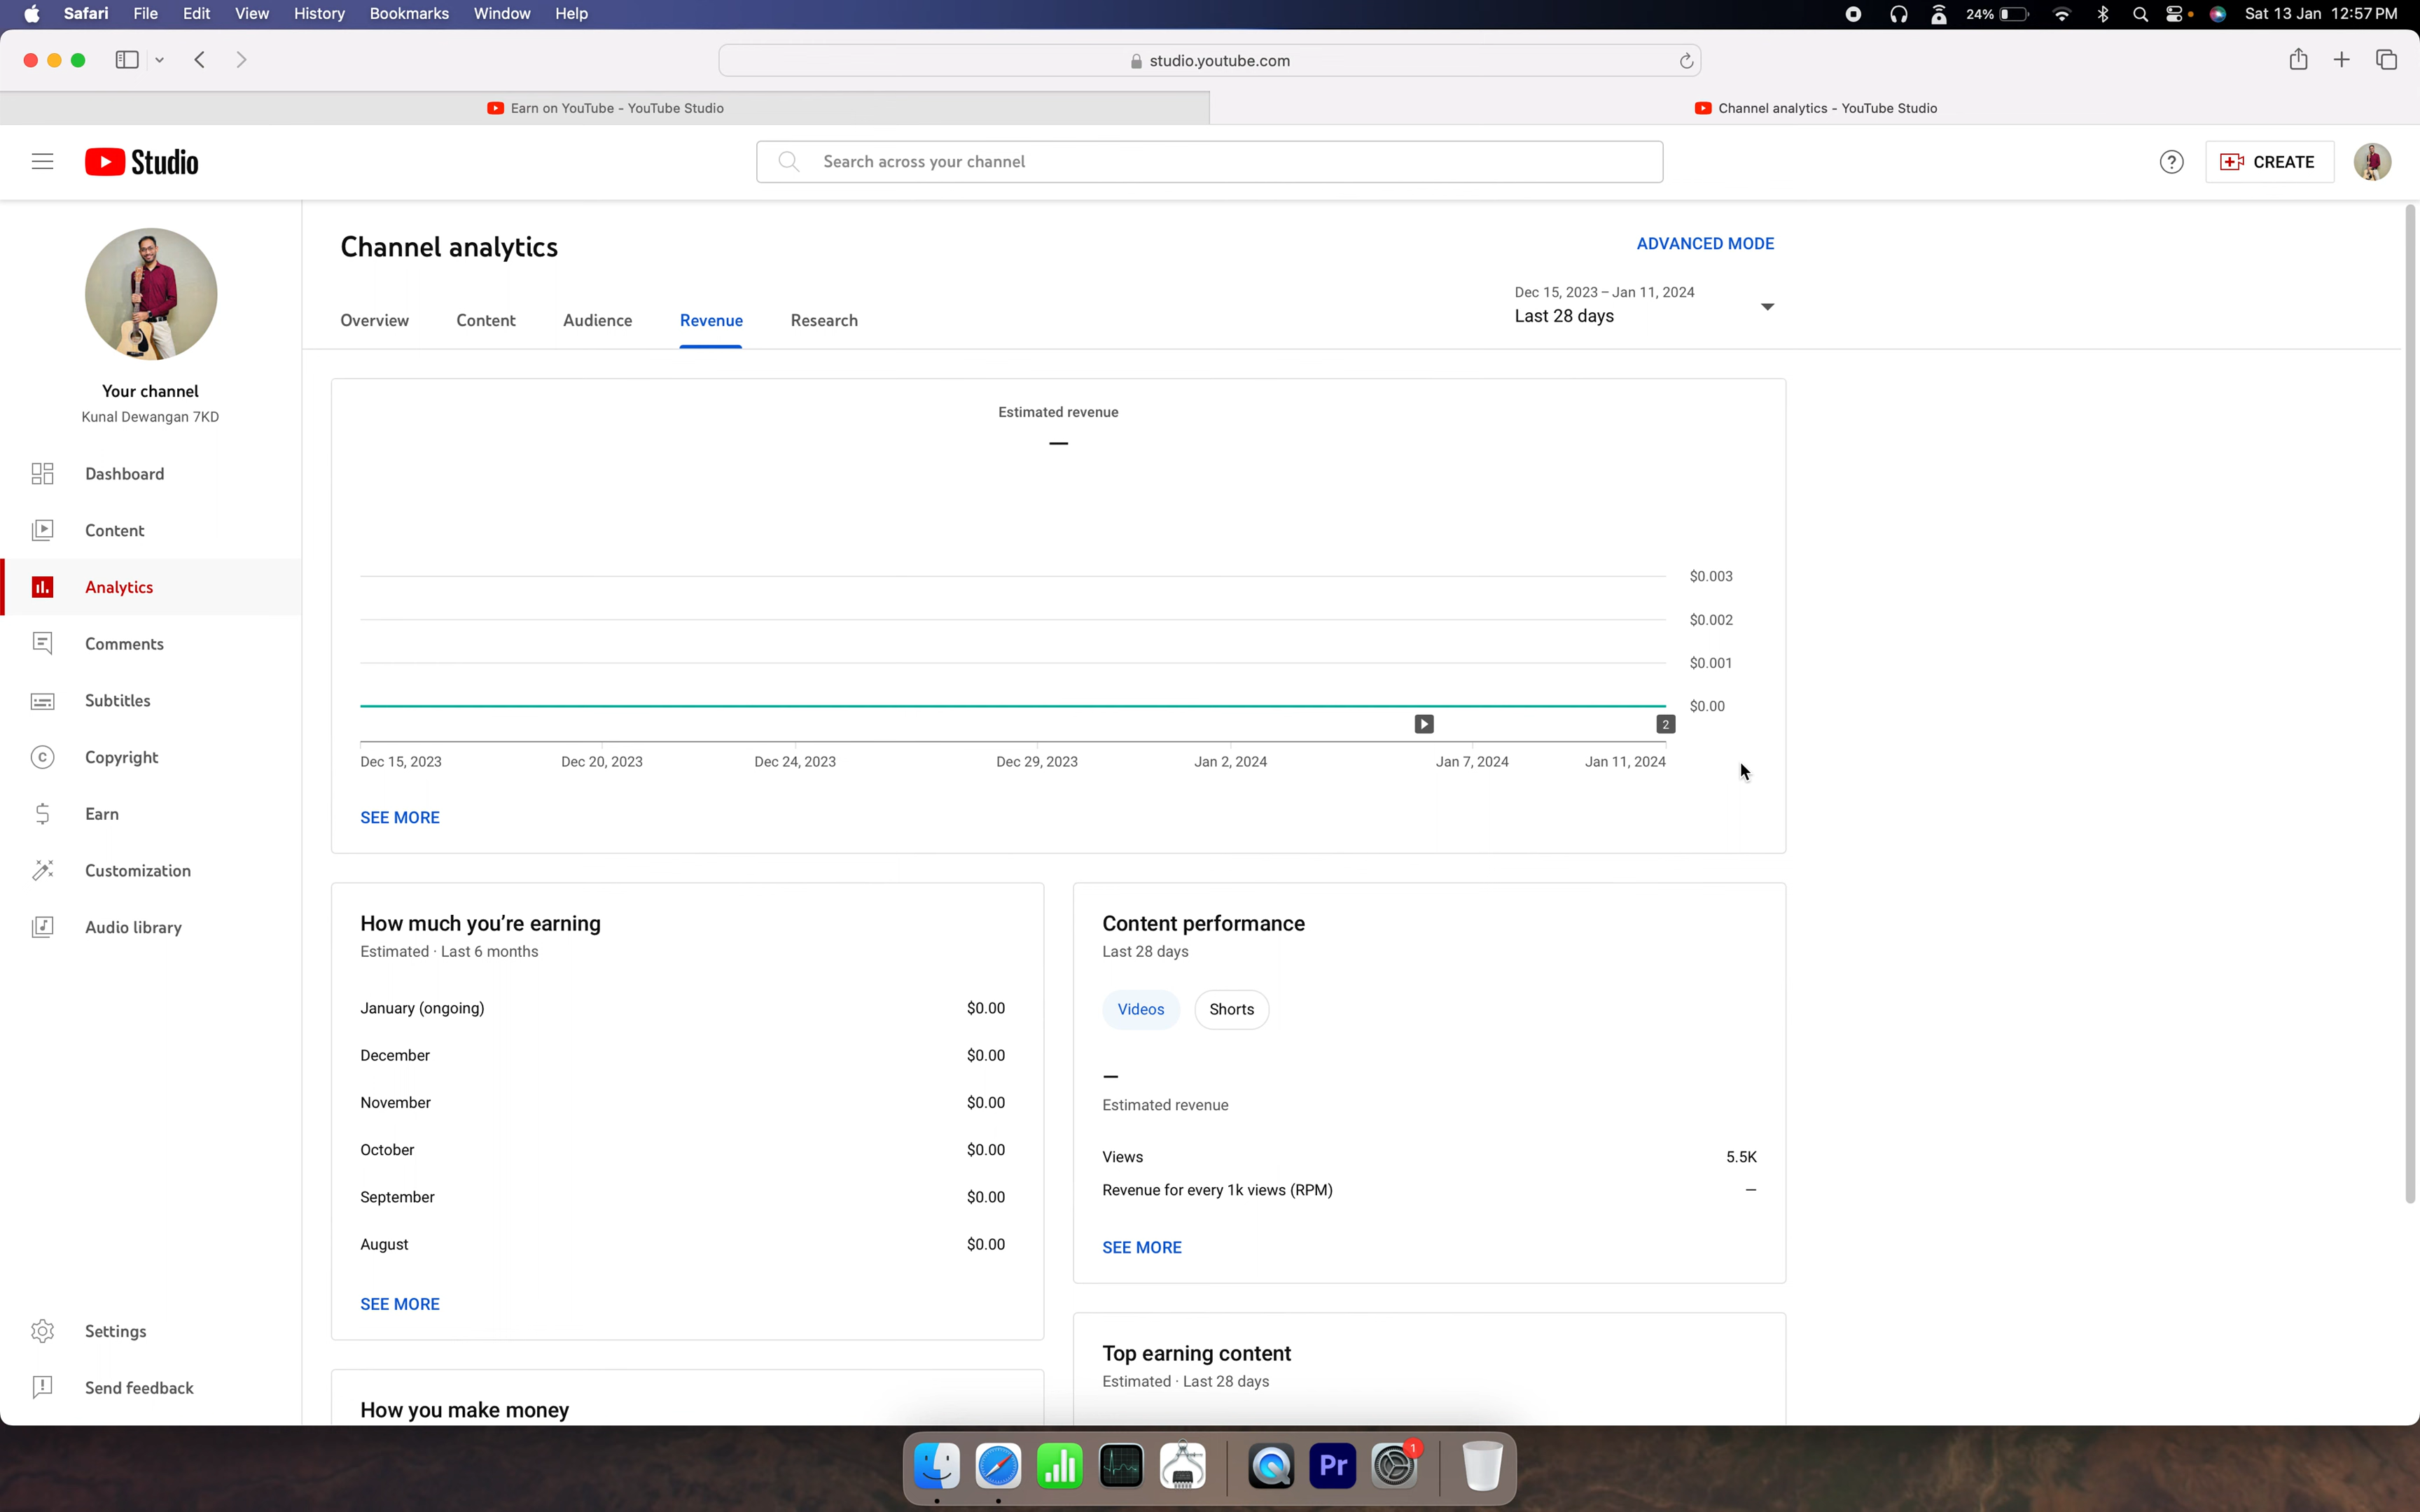 Safari File Edit View History Bookmarks Window Help 24% Sat 13 Jan 12:57 PM
studio.youtube.com
Earn on YouTube - YouTube Studio Channel analytics - YouTube Studio
Studio Search across your channel CREATE
Channel analytics ADVANCED MODE
Dec 15, 2023 – Jan 11, 2024
Last 28 days
Overview Content Audience Revenue Research
Your channel
Kunal Dewangan 7KD
Dashboard
Content
Analytics
Comments
Subtitles
Copyright
Earn
Customization
Audio library
Settings
Send feedback
Estimated revenue
—
$0.003
$0.002
$0.001
$0.00
2
Dec 15, 2023 Dec 20, 2023 Dec 24, 2023 Dec 29, 2023 Jan 2, 2024 Jan 7, 2024 Jan 11, 2024
SEE MORE
How much you’re earning
Estimated · Last 6 months
January (ongoing) $0.00
December $0.00
November $0.00
October $0.00
September $0.00
August $0.00
SEE MORE
How you make money
Content performance
Last 28 days
Videos Shorts
—
Estimated revenue
Views 5.5K
Revenue for every 1k views (RPM) –
SEE MORE
Top earning content
Estimated · Last 28 days
Pr 1